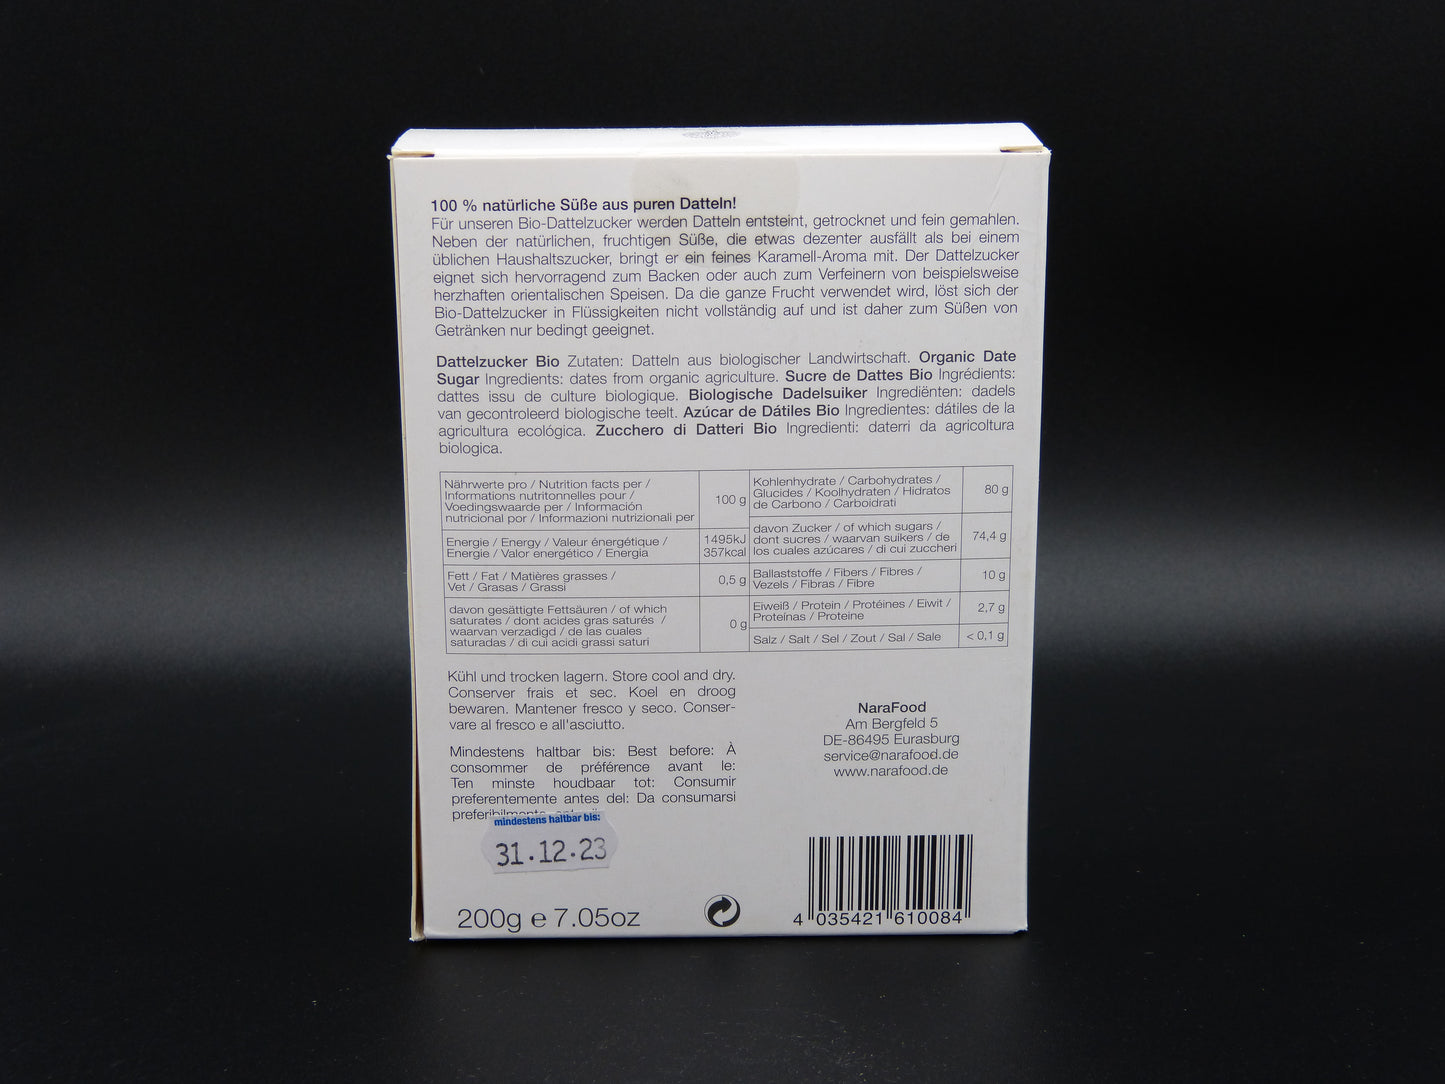 100 % natürliche Süße aus puren Datteln!
Für unseren Bio-Dattelzucker werden Datteln entsteint, getrocknet und fein gemahlen.
Neben der natürlichen, fruchtigen Süße, die etwas dezenter ausfällt als bei einem
üblichen Haushaltszucker, bringt er ein feines Karamell-Aroma mit. Der Dattelzucker
eignet sich hervorragend zum Backen oder auch zum Verfeinern von beispielsweise
herzhaften orientalischen Speisen. Da die ganze Frucht verwendet wird, löst sich der
Bio-Dattelzucker in Flüssigkeiten nicht vollständig auf und ist daher zum Süßen von
Getränken nur bedingt geeignet.
Dattelzucker Bio Zutaten: Datteln aus biologischer Landwirtschaft. Organic Date
Sugar Ingredients: dates from organic agriculture. Sucre de Dattes Bio Ingrédients:
dattes issu de culture biologique. Biologische Dadelsuiker Ingrediënten: dadels
van gecontroleerd biologische teelt. Azúcar de Dátiles Bio Ingredientes: dátiles de la
agricultura ecológica. Zucchero di Datteri Bio Ingredienti: daterri da agricoltura
biologica.
Nährwerte pro / Nutrition facts per /
Informations nutritonnelles pour /
Voedingswaarde per / Información
nutricional por / Informazioni nutrizionali per
100 g
Energie / Energy / Valeur énergétique /
Energie / Valor energético / Energia
1495kJ
357kcal
Fett / Fat / Matières grasses /
Vet / Grasas / Grassi
0,5 g
davon gesättigte Fettsäuren / of which
saturates / dont acides gras saturés /
waarvan verzadigd / de las cuales
saturadas / di cui acidi grassi saturi
0 g
Kohlenhydrate / Carbohydrates /
Glucides / Koolhydraten / Hidratos
de Carbono / Carboidrati
80 g
davon Zucker / of which sugars /
dont sucres / waarvan suikers / de
los cuales azúcares / di cui zuccheri
74,4 g
Ballaststoffe / Fibers / Fibres /
Vezels / Fibras / Fibre
10 g
Eiweiß / Protein / Protéines / Eiwit /
Proteínas / Proteine
2,7 g
Salz / Salt / Sel / Zout / Sal / Sale
< 0,1 g
Kühl und trocken lagern. Store cool and dry.
Conserver frais et sec. Koel en droog
bewaren. Mantener fresco y seco. Conser-
vare al fresco e all'asciutto.
Mindestens haltbar bis: Best before: À
consommer de préférence avant le:
Ten minste houdbaar tot: Consumir
preferentemente antes del: Da consumarsi
preferibilmente
mindestens haltbar bis:
31.12.23
200g e 7.05oz
NaraFood
Am Bergfeld 5
DE-86495 Eurasburg
service@narafood.de
www.narafood.de
4 035421 610084